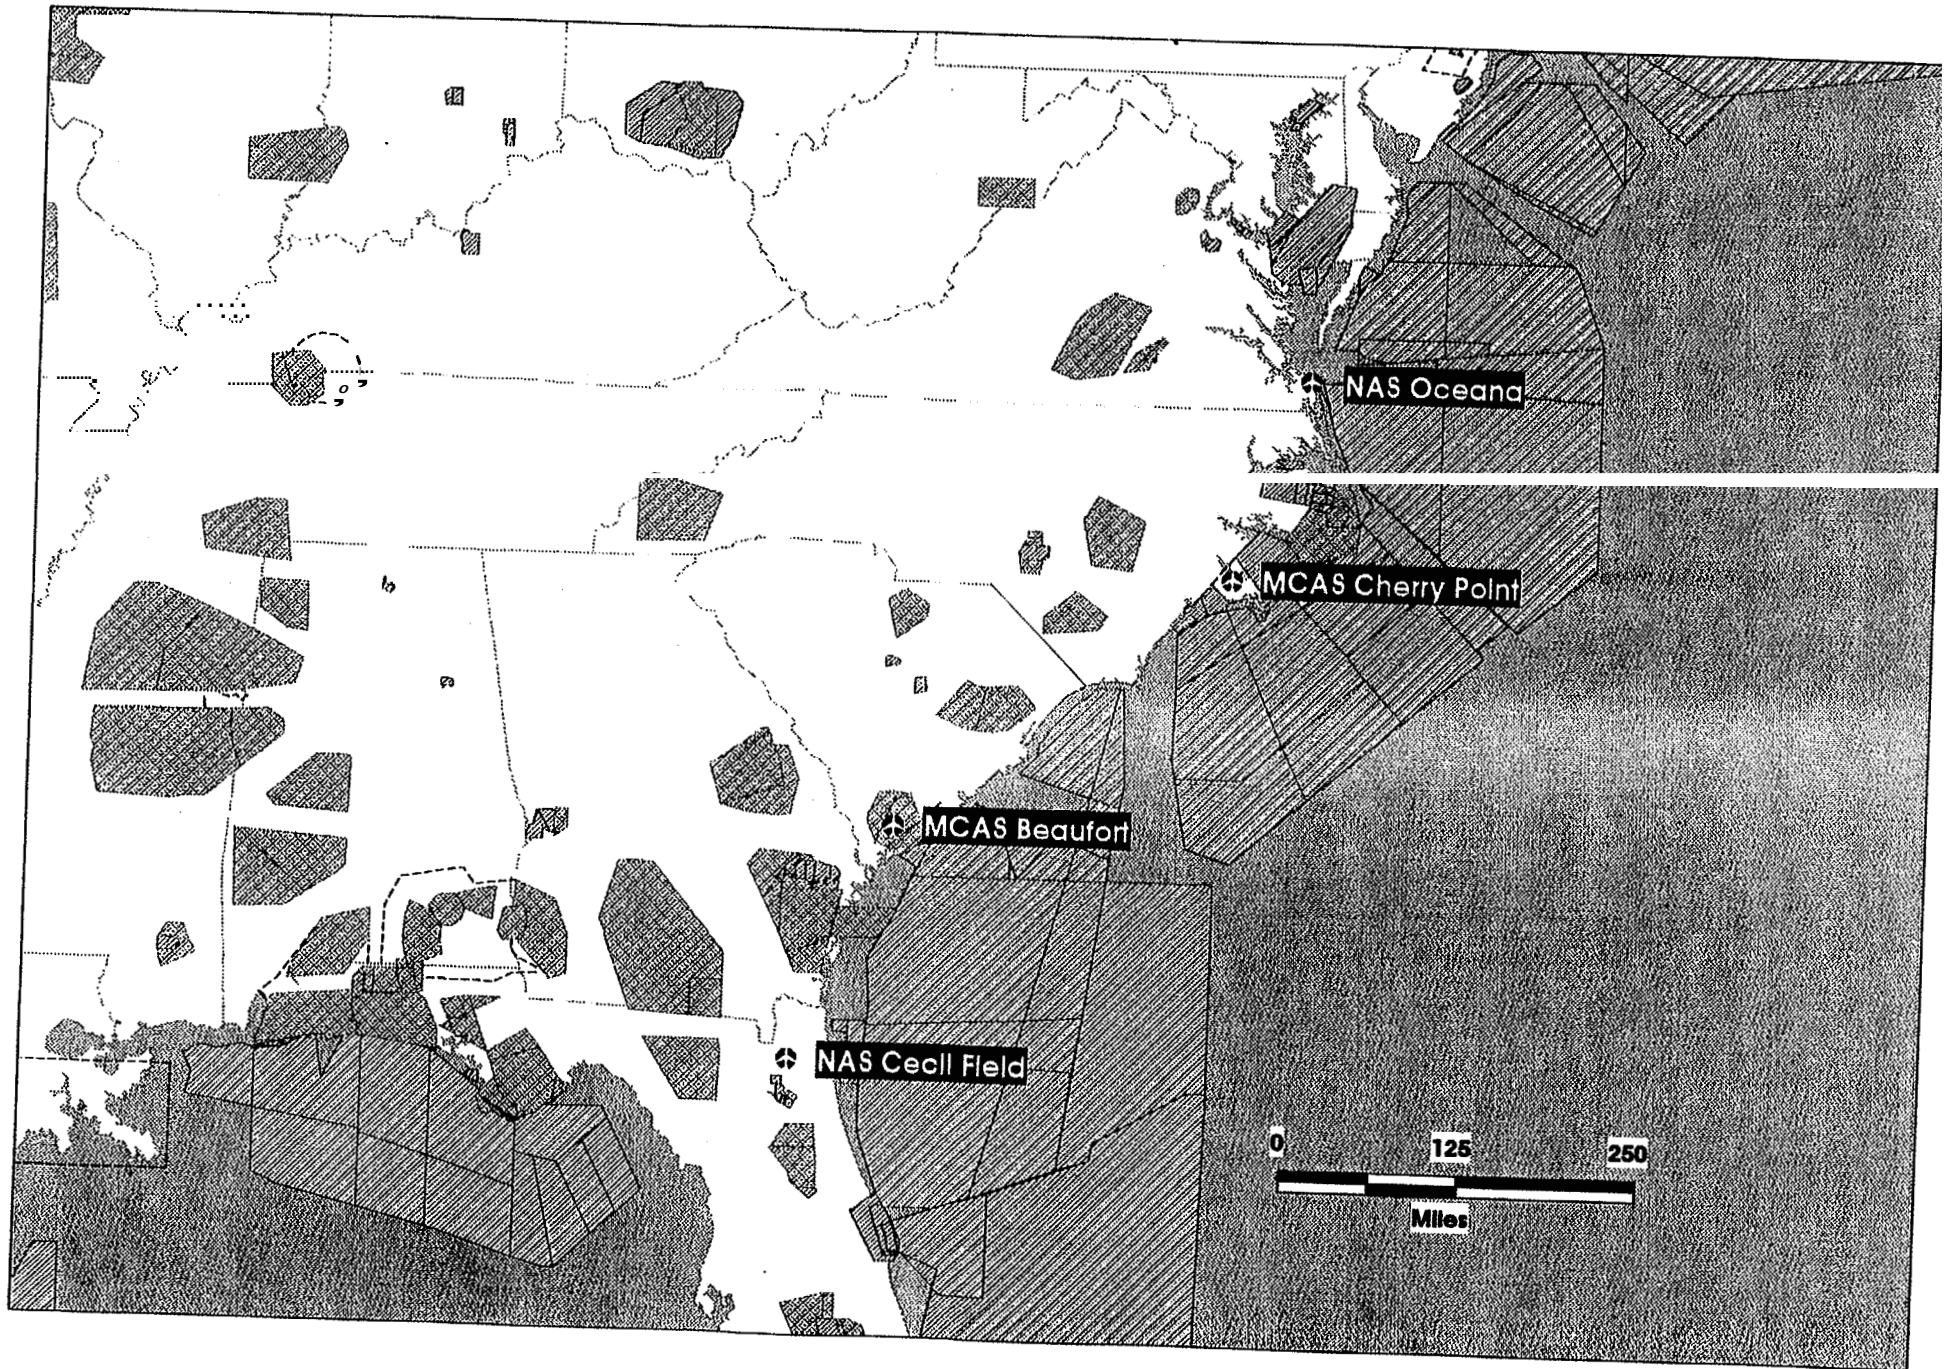 NAS Oceana
MCAS Cherry Point
MCAS Beaufort
NAS Cecil Field
0 125 250
Miles